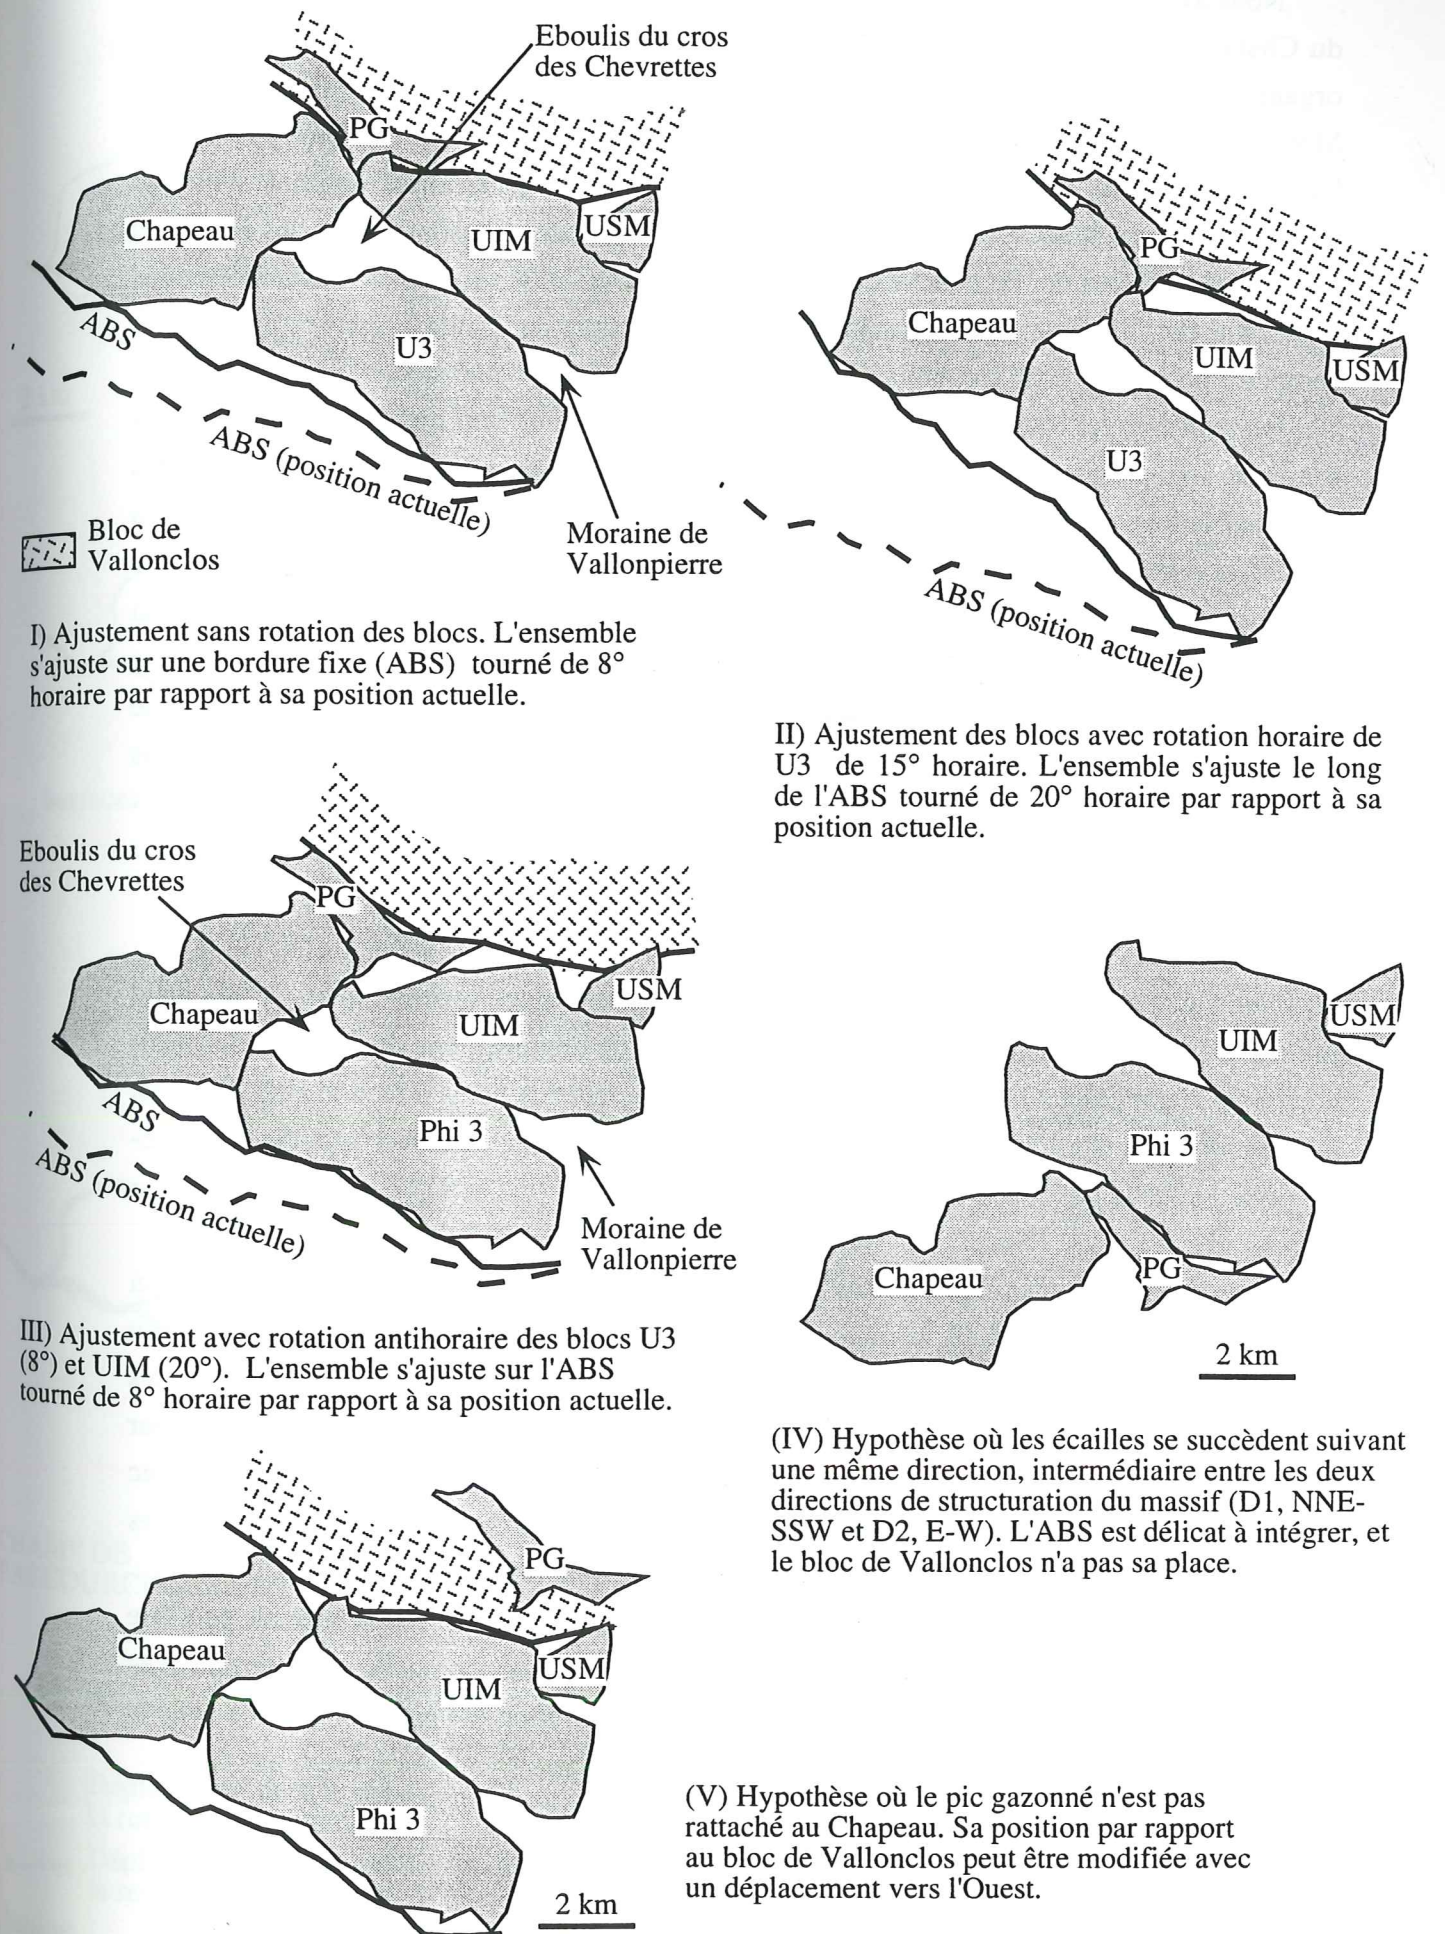 Eboulis du cros
des Chevrettes
PG
Chapeau
UIM
USM
U3
ABS
ABS (position actuelle)
Bloc de
Vallonclos
Moraine de
Vallonpierre
I) Ajustement sans rotation des blocs. L'ensemble
s'ajuste sur une bordure fixe (ABS) tourné de 8°
horaire par rapport à sa position actuelle.
PG
Chapeau
UIM
USM
U3
ABS (position actuelle)
II) Ajustement des blocs avec rotation horaire de
U3 de 15° horaire. L'ensemble s'ajuste le long
de l'ABS tourné de 20° horaire par rapport à sa
position actuelle.
Eboulis du cros
des Chevrettes
PG
Chapeau
UIM
USM
ABS
Phi 3
ABS (position actuelle)
Moraine de
Vallonpierre
III) Ajustement avec rotation antihoraire des blocs U3
(8°) et UIM (20°). L'ensemble s'ajuste sur l'ABS
tourné de 8° horaire par rapport à sa position actuelle.
USM
UIM
Phi 3
Chapeau
PG
2 km
(IV) Hypothèse où les écailles se succèdent suivant
une même direction, intermédiaire entre les deux
directions de structuration du massif (D1, NNE-
SSW et D2, E-W). L'ABS est délicat à intégrer, et
le bloc de Vallonclos n'a pas sa place.
PG
Chapeau
UIM
USM
Phi 3
2 km
(V) Hypothèse où le pic gazonné n'est pas
rattaché au Chapeau. Sa position par rapport
au bloc de Vallonclos peut être modifiée avec
un déplacement vers l'Ouest.